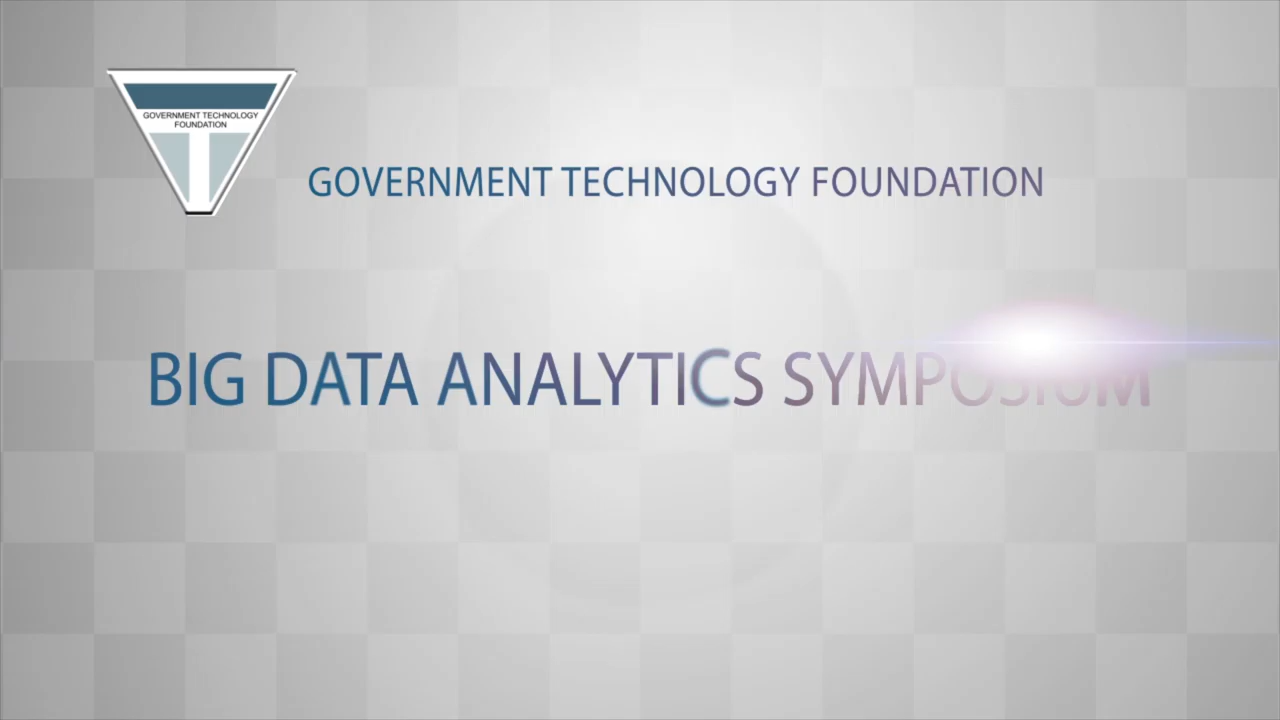 GOVERNMENT TECHNOLOGY
FOUNDATION
GOVERNMENT TECHNOLOGY FOUNDATION
BIG DATA ANALYTICS SYMPOSIUM